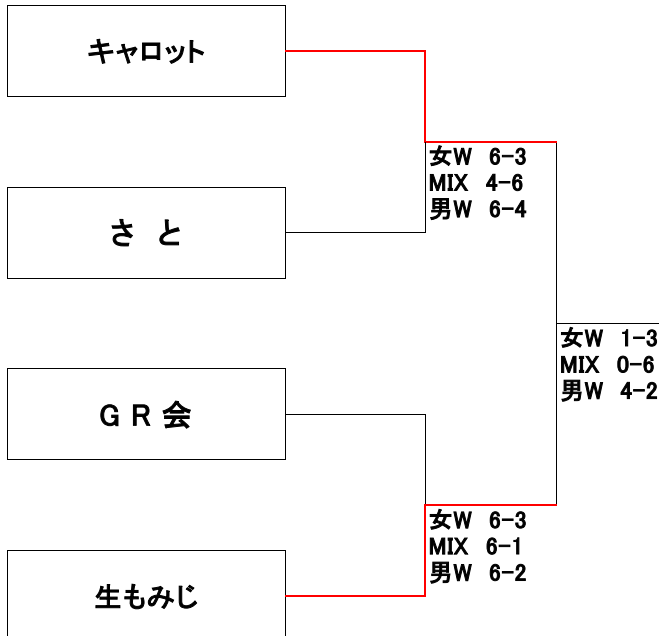 キャロット
女W 6-3
MIX 4-6
男W 6-4
さ と
女W 1-3
MIX 0-6
男W 4-2
ＧＲ会
女W 6-3
MIX 6-1
男W 6-2
生もみじ